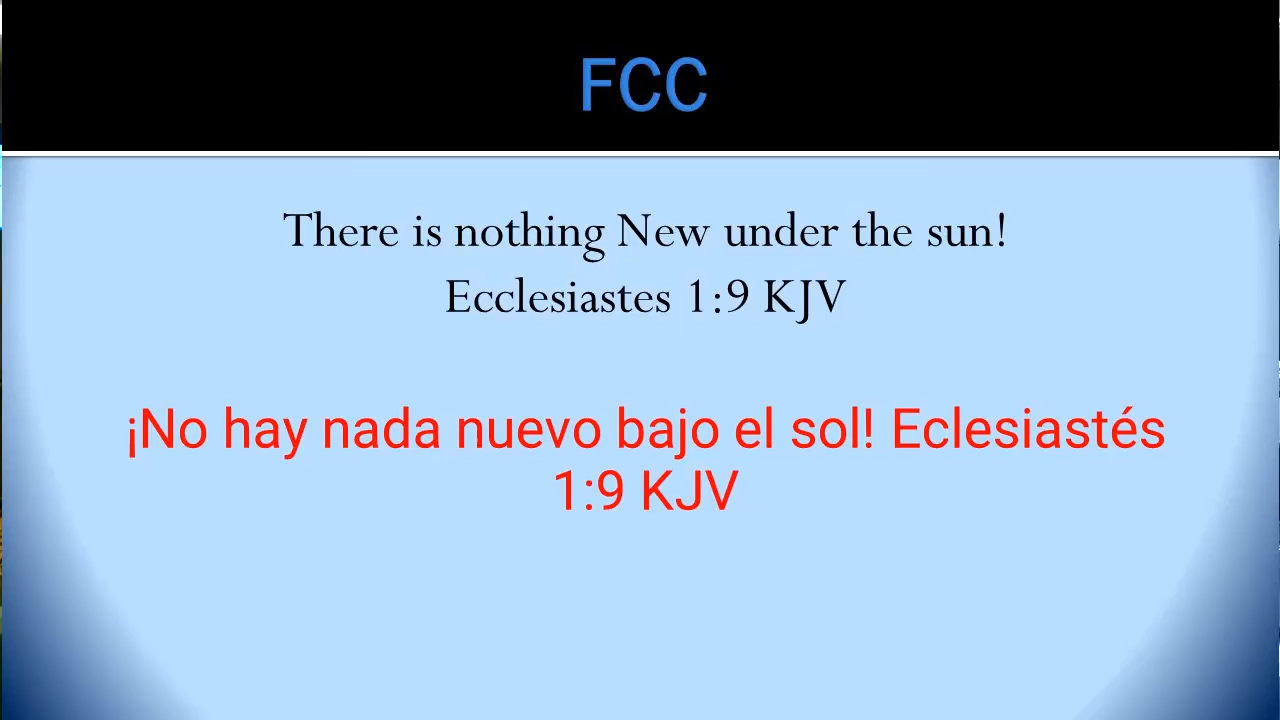 FCC
There is nothing New under the sun!
Ecclesiastes 1:9 KJV
¡No hay nada nuevo bajo el sol! Eclesiastés
1:9 KJV